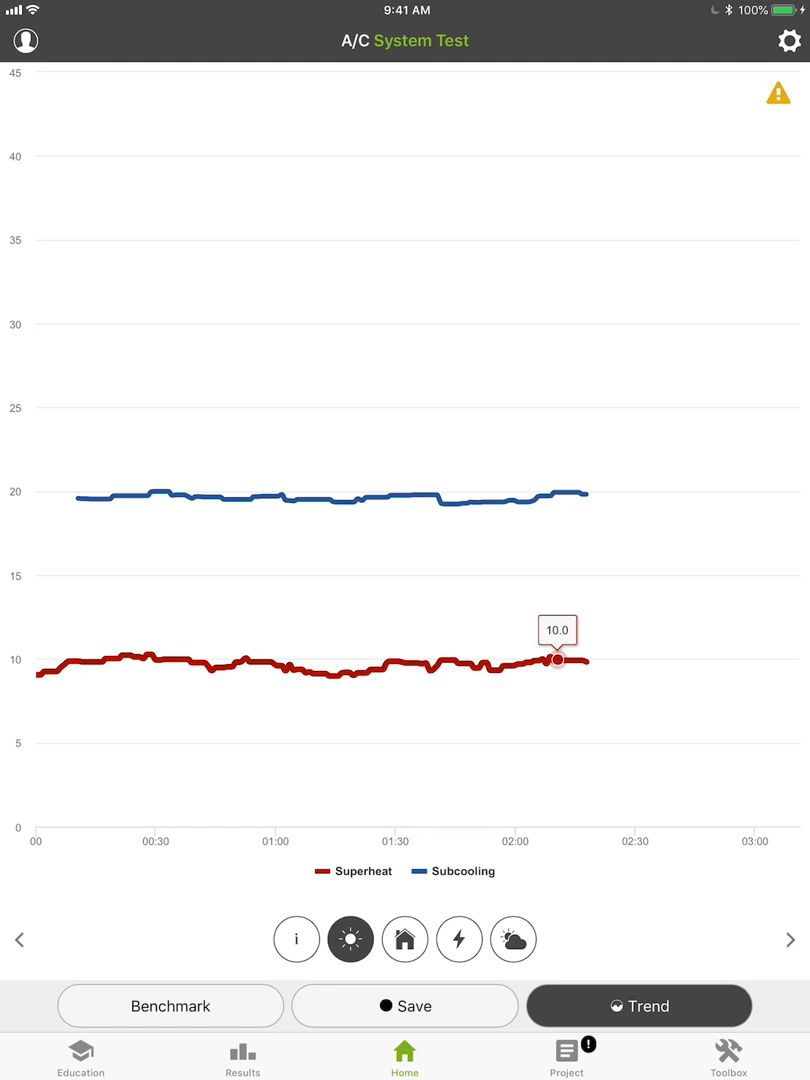 9:41 AM
100%
A/C System Test
45
40
35
30
25
20
15
10.0
10
5
0
00 00:30 01:00 01:30 02:00 02:30 03:00
Superheat Subcooling
i
Benchmark Save Trend
Education Results Home Project Toolbox